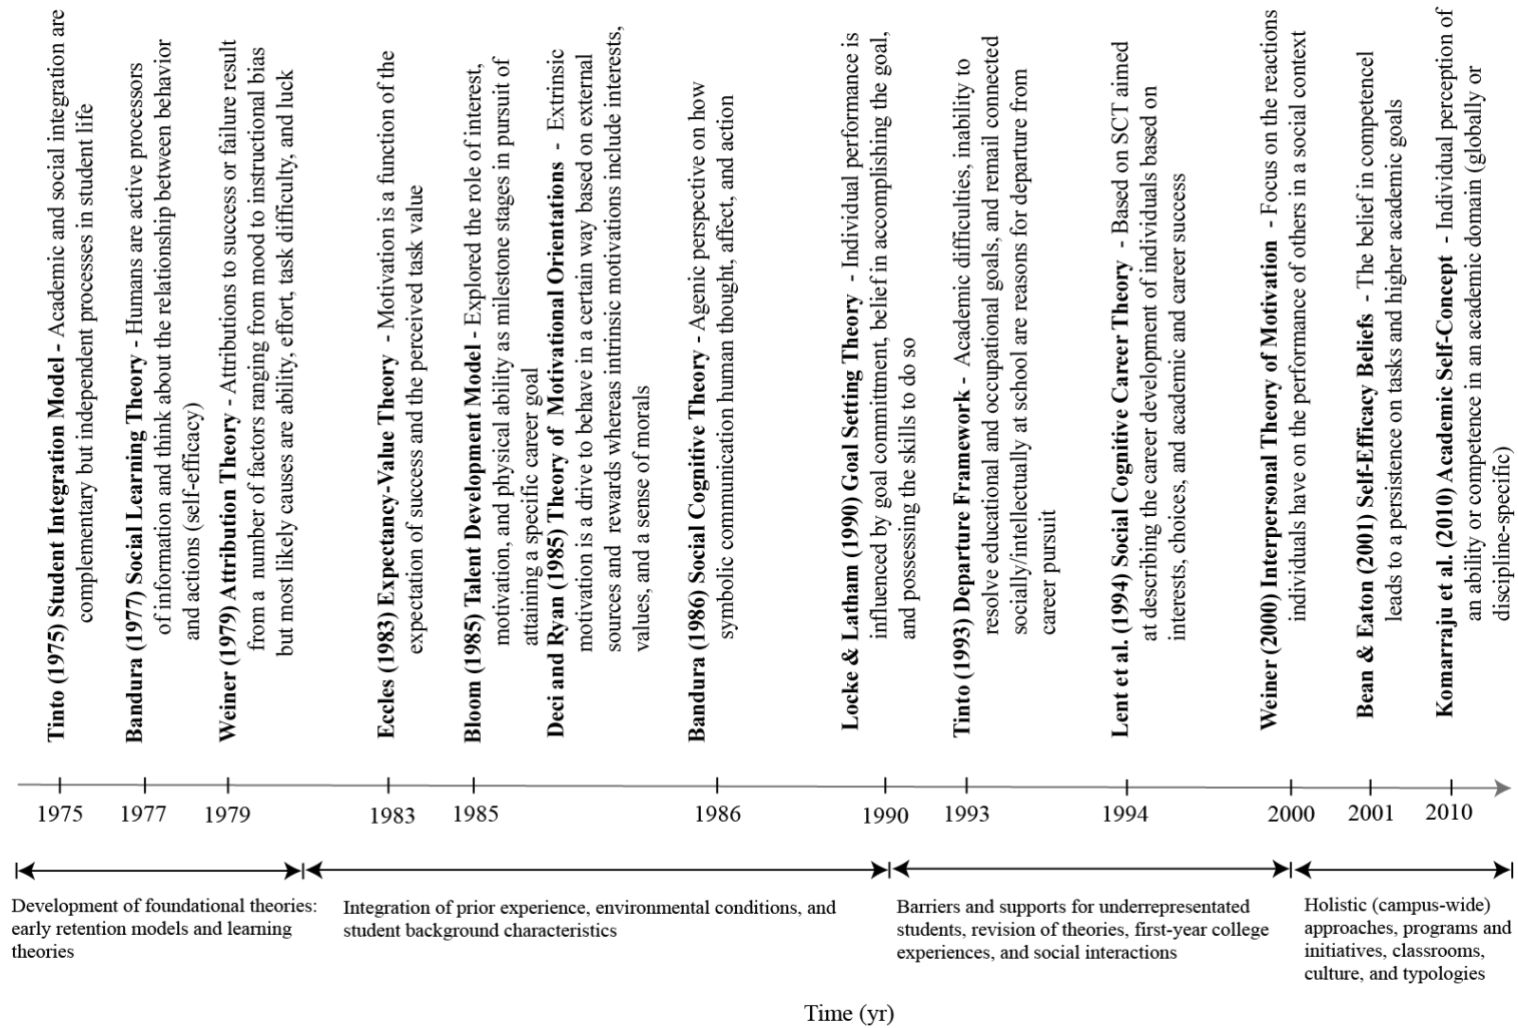 Tinto (1975) Student Integration Model - Academic and social integration are
complementary but independent processes in student life
Bandura (1977) Social Learning Theory - Humans are active processors
of information and think about the relationship between behavior
and actions (self-efficacy)
Weiner (1979) Attribution Theory - Attributions to success or failure result
from a number of factors ranging from mood to instructional bias
but most likely causes are ability, effort, task difficulty, and luck
Eccles (1983) Expectancy-Value Theory - Motivation is a function of the
expectation of success and the perceived task value
Bloom (1985) Talent Development Model - Explored the role of interest,
motivation, and physical ability as milestone stages in pursuit of
attaining a specific career goal
Deci and Ryan (1985) Theory of Motivational Orientations - Extrinsic
motivation is a drive to behave in a certain way based on external
sources and rewards whereas intrinsic motivations include interests,
values, and a sense of morals
Bandura (1986) Social Cognitive Theory - Agenic perspective on how
symbolic communication human thought, affect, and action
Locke & Latham (1990) Goal Setting Theory - Individual performance is
influenced by goal commitment, belief in accomplishing the goal,
and possessing the skills to do so
Tinto (1993) Departure Framework - Academic difficulties, inability to
resolve educational and occupational goals, and remail connected
socially/intellectually at school are reasons for departure from
career pursuit
Lent et al. (1994) Social Cognitive Career Theory - Based on SCT aimed
at describing the career development of individuals based on
interests, choices, and academic and career success
Weiner (2000) Interpersonal Theory of Motivation - Focus on the reactions
individuals have on the performance of others in a social context
Bean & Eaton (2001) Self-Efficacy Beliefs - The belief in competencel
leads to a persistence on tasks and higher academic goals
Komarraju et al. (2010) Academic Self-Concept - Individual perception of
an ability or competence in an academic domain (globally or
discipline-specific)
1975 1977 1979 1983 1985 1986 1990 1993 1994 2000 2001 2010
Development of foundational theories:
early retention models and learning
theories
Integration of prior experience, environmental conditions, and
student background characteristics
Barriers and supports for underrepresentated
students, revision of theories, first-year college
experiences, and social interactions
Holistic (campus-wide)
approaches, programs and
initiatives, classrooms,
culture, and typologies
Time (yr)